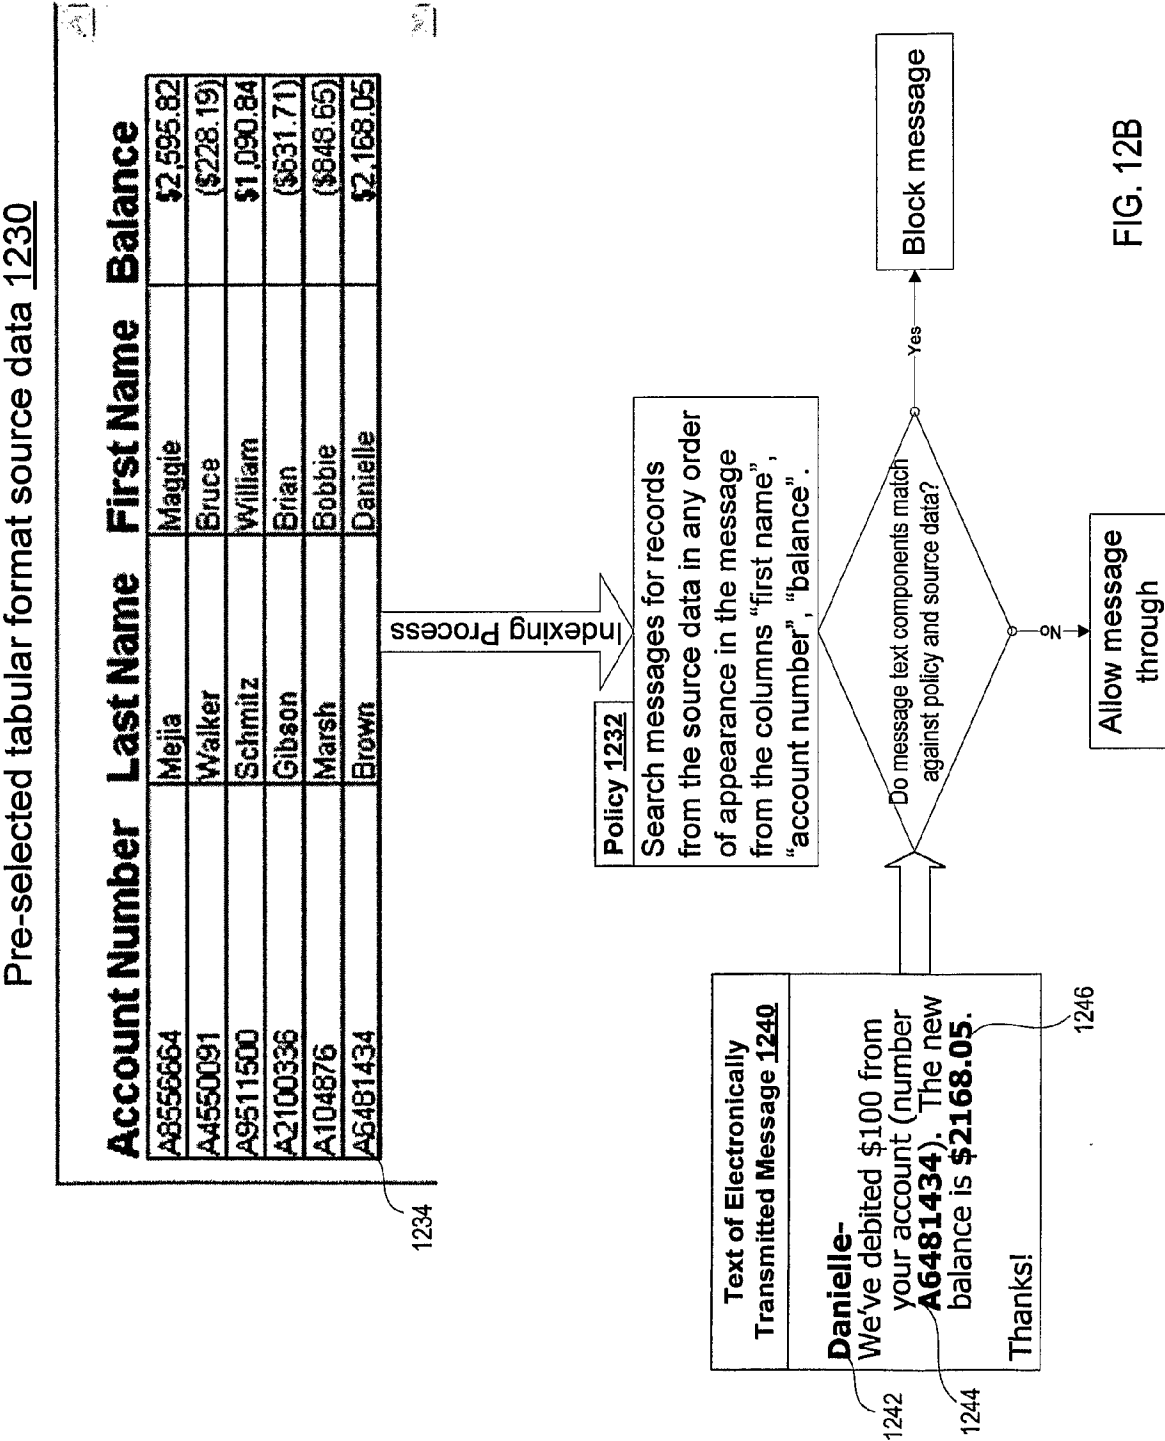 Pre-selected tabular format source data 1230
Account Number Last Name First Name Balance
A8556664 Mejia Maggie $2,595.82
A4550091 Walker Bruce ($228.19)
A9511500 Schmitz William $1,090.84
A2100336 Gibson Brian ($631.71)
A104876 Marsh Bobbie ($848.65)
A6481434 Brown Danielle $2,168.05
1234
Indexing Process
Policy 1232
Search messages for records
from the source data in any order
of appearance in the message
from the columns “first name”,
“account number”, “balance”.
Text of Electronically
Transmitted Message 1240
Danielle-
We've debited $100 from
your account (number
A6481434). The new
balance is $2168.05.
Thanks!
1242
1244
1246
Do message text components match
against policy and source data?
Yes
Block message
No
Allow message
through
FIG. 12B